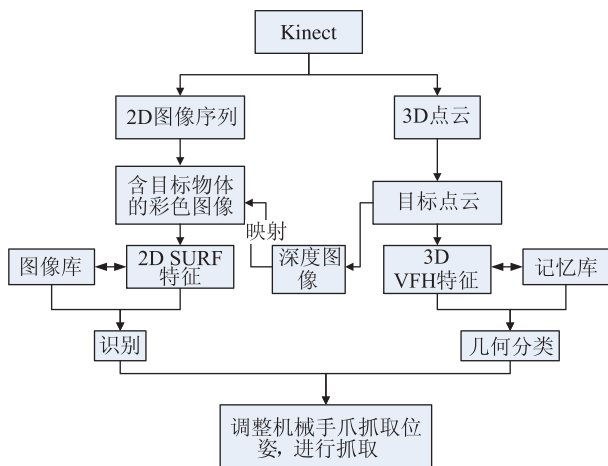 Kinect
2D图像序列
3D点云
含目标物体
的彩色图像
目标点云
映射
图像库
2D SURF
特征
深度图
像
3D
VFH特征
记忆库
识别
几何分类
调整机械手爪抓取位
姿，进行抓取